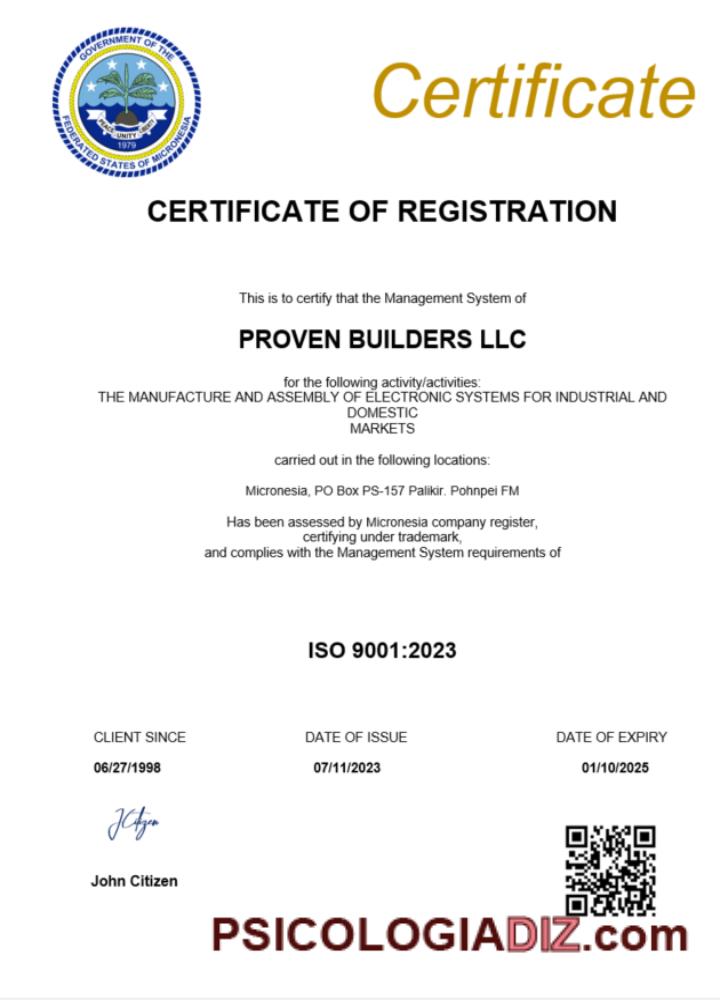 GOVERNMENT OF THE
FEDERATED STATES OF MICRONESIA
PEACE UNITY LIBERTY
1979
Certificate
CERTIFICATE OF REGISTRATION
This is to certify that the Management System of
PROVEN BUILDERS LLC
for the following activity/activities:
THE MANUFACTURE AND ASSEMBLY OF ELECTRONIC SYSTEMS FOR INDUSTRIAL AND
DOMESTIC
MARKETS
carried out in the following locations:
Micronesia, PO Box PS-157 Palikir. Pohnpei FM
Has been assessed by Micronesia company register,
certifying under trademark,
and complies with the Management System requirements of
ISO 9001:2023
CLIENT SINCE DATE OF ISSUE DATE OF EXPIRY
06/27/1998 07/11/2023 01/10/2025
JCitizen
John Citizen
PSICOLOGIADIZ.com